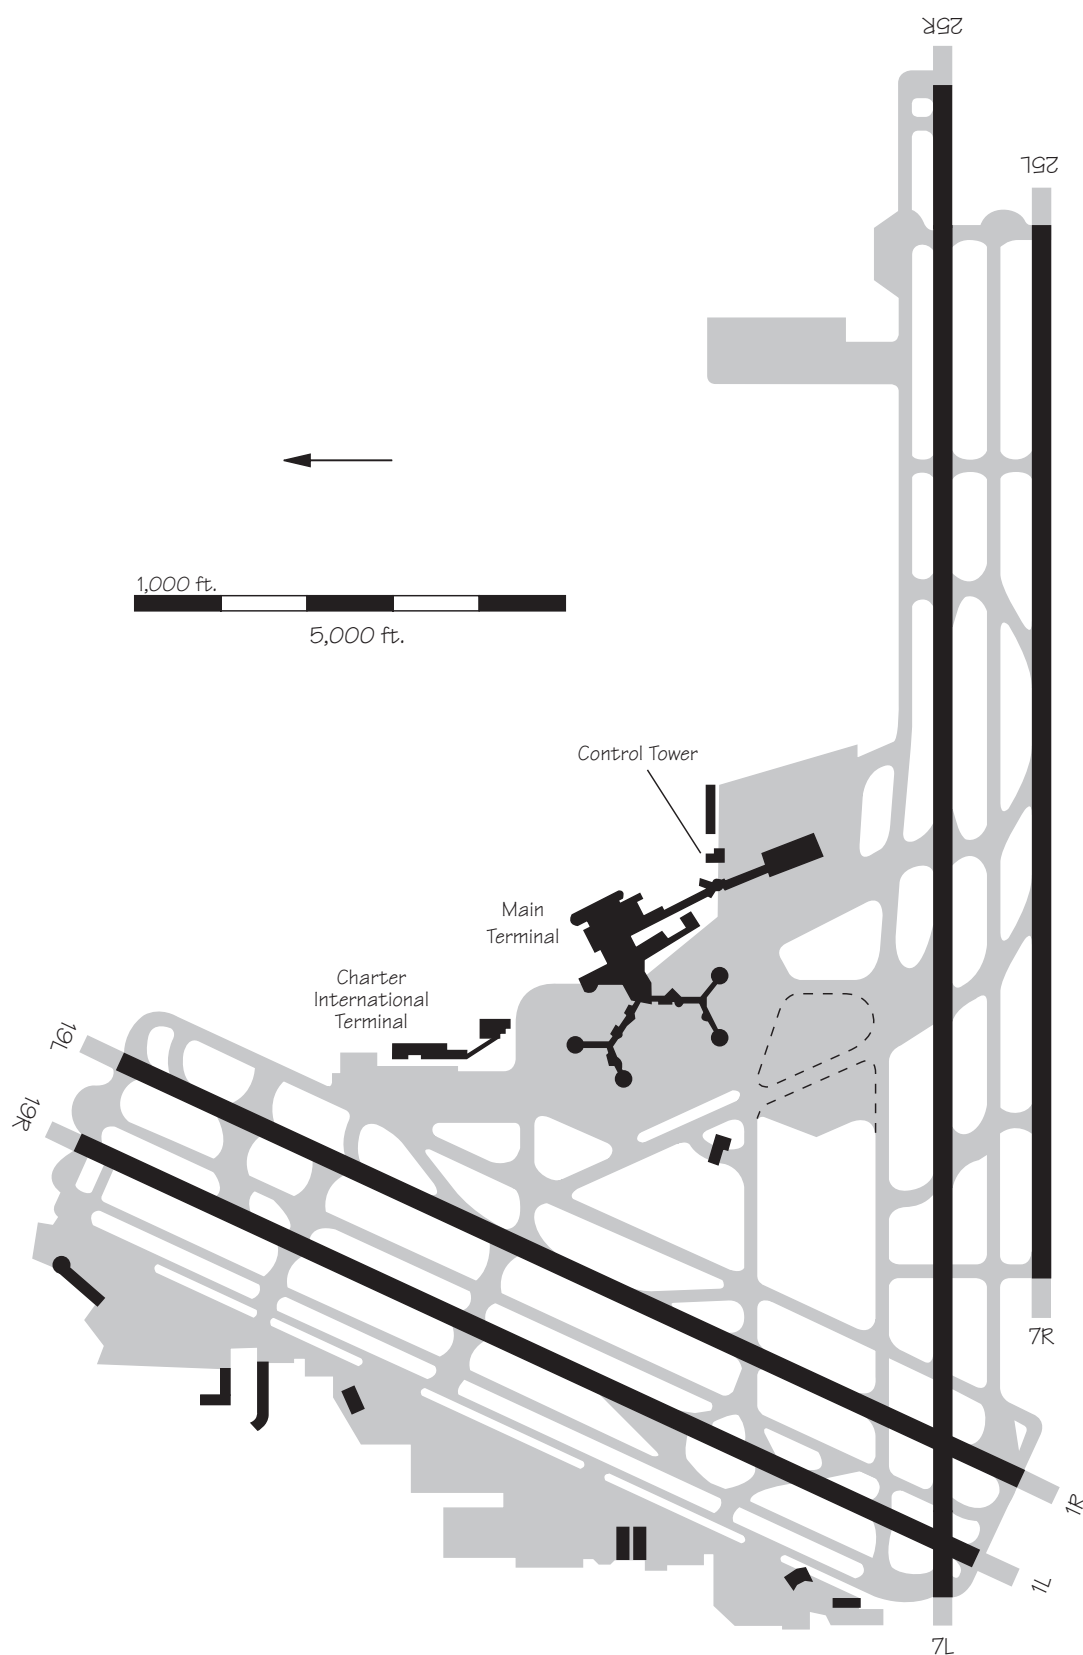 25R
25L
1,000 ft.
5,000 ft.
Control Tower
Main
Terminal
Charter
International
Terminal
19L
19R
7R
1R
1L
7L